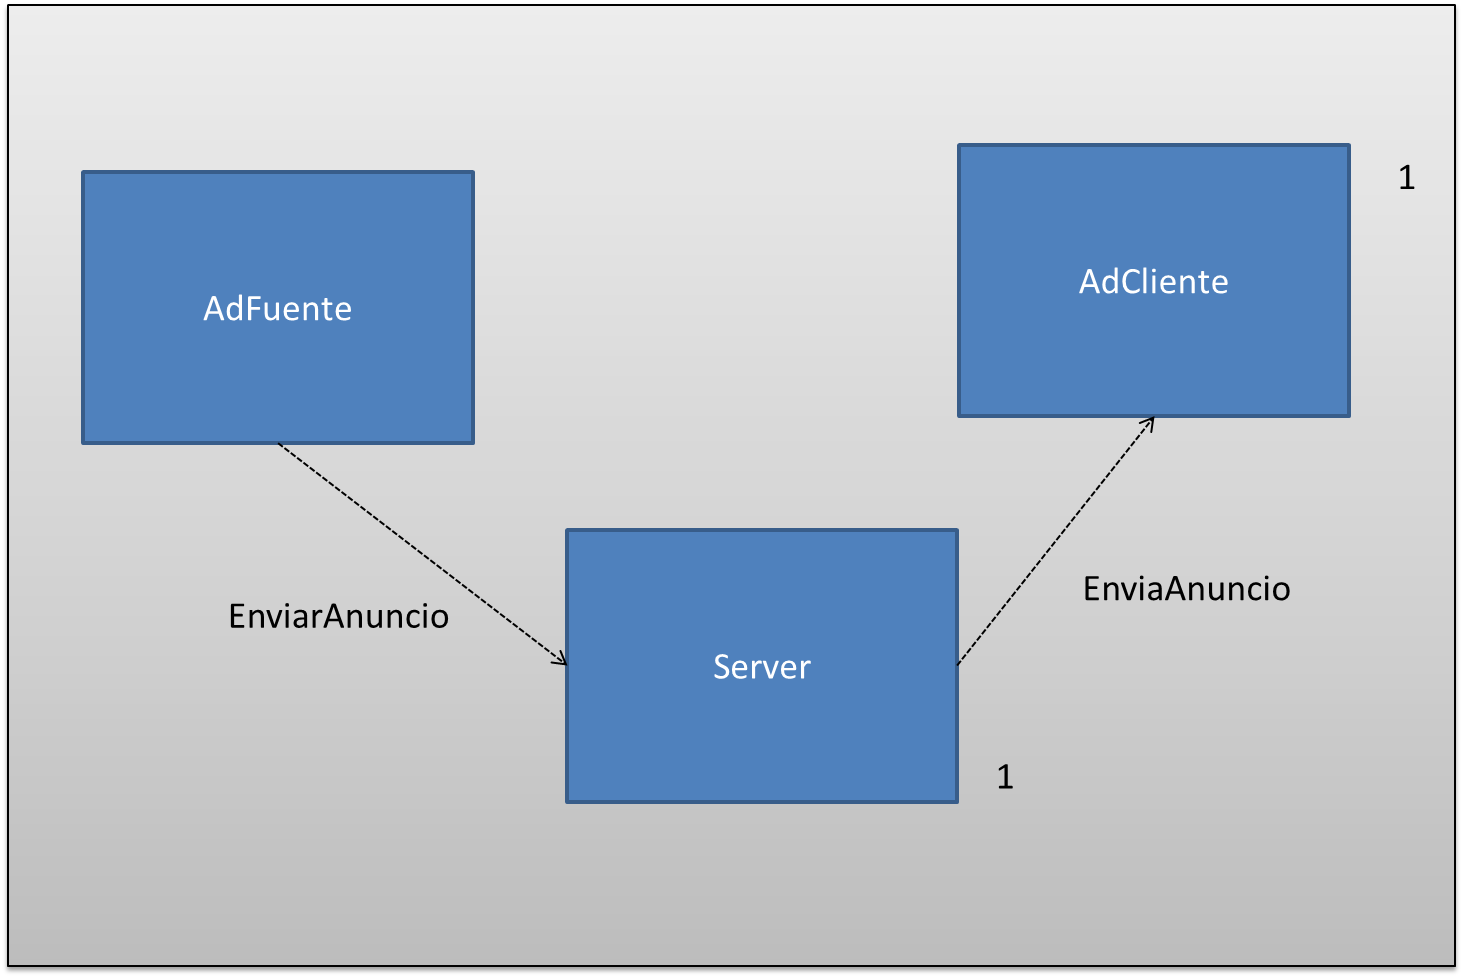 1
AdCliente
AdFuente
EnviaAnuncio
EnviarAnuncio
Server
1